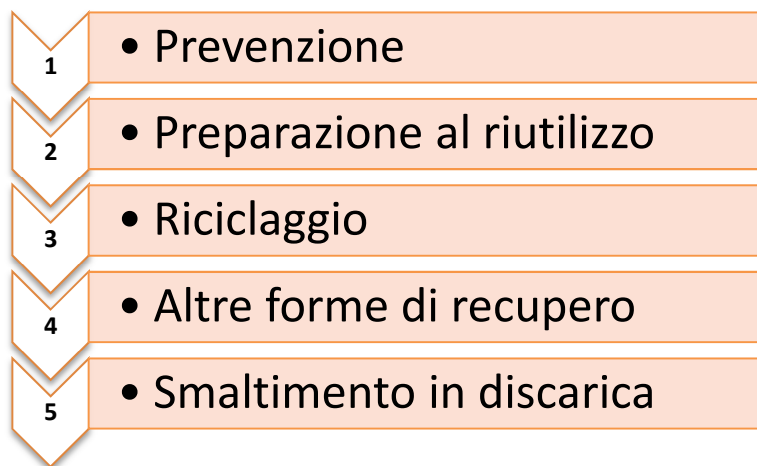 1 • Prevenzione
2 • Preparazione al riutilizzo
3 • Riciclaggio
4 • Altre forme di recupero
5 • Smaltimento in discarica